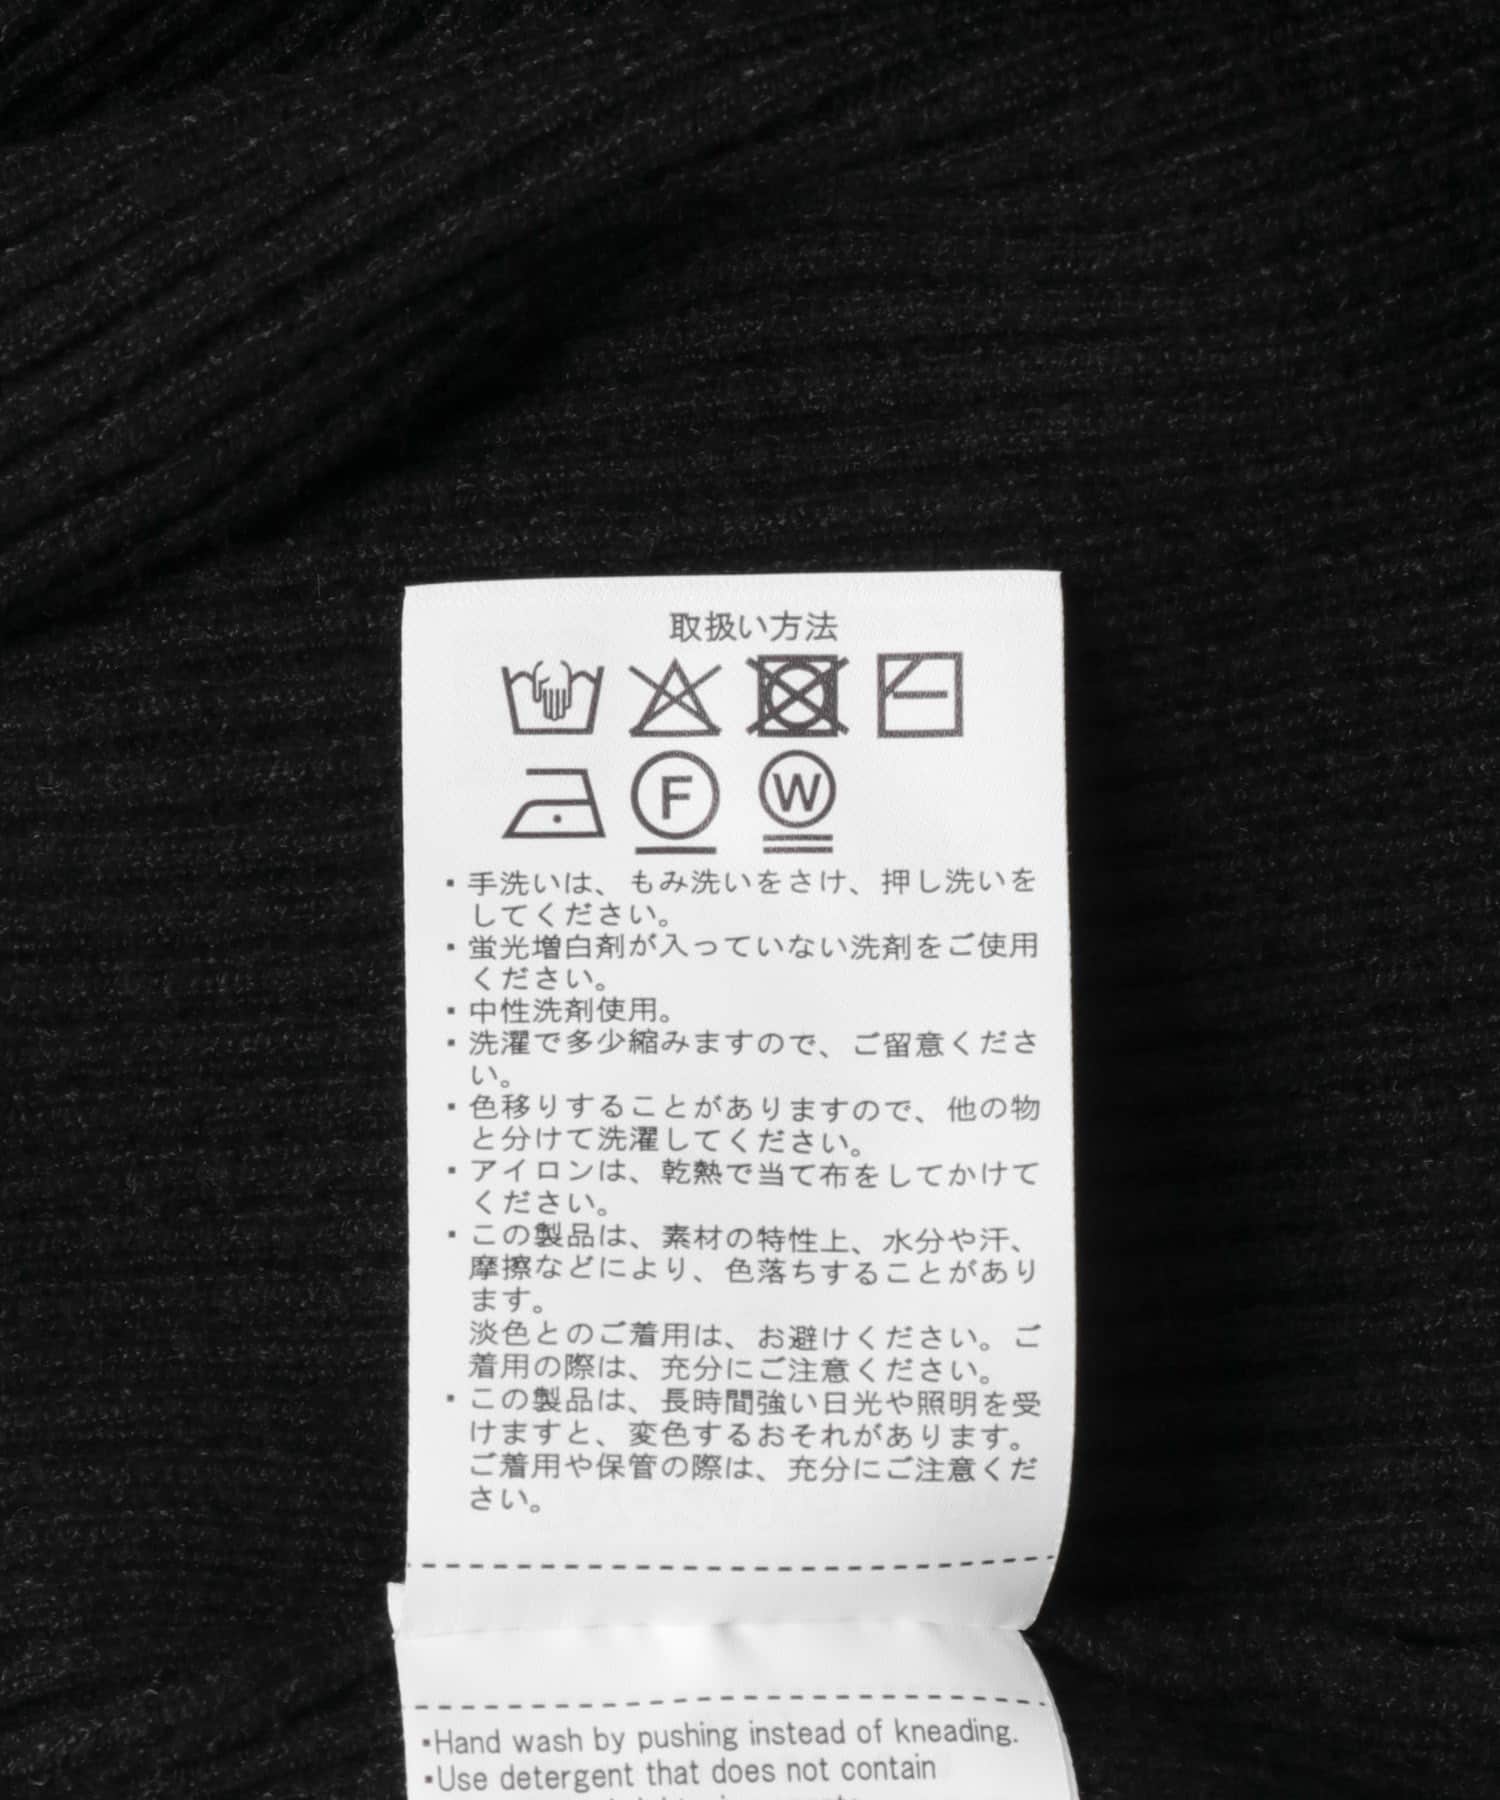 取扱い方法
F W
・手洗いは、もみ洗いをさけ、押し洗いを
してください。
・蛍光増白剤が入っていない洗剤をご使用
ください。
・中性洗剤使用。
・洗濯で多少縮みますので、ご留意くださ
い。
・色移りすることがありますので、他の物
と分けて洗濯してください。
・アイロンは、乾熱で当て布をしてかけて
ください。
・この製品は、素材の特性上、水分や汗、
摩擦などにより、色落ちすることがあり
ます。
淡色とのご着用は、お避けください。ご
着用の際は、充分にご注意ください。
・この製品は、長時間強い日光や照明を受
けますと、変色するおそれがあります。
ご着用や保管の際は、充分にご注意くだ
さい。
・Hand wash by pushing instead of kneading.
・Use detergent that does not contain